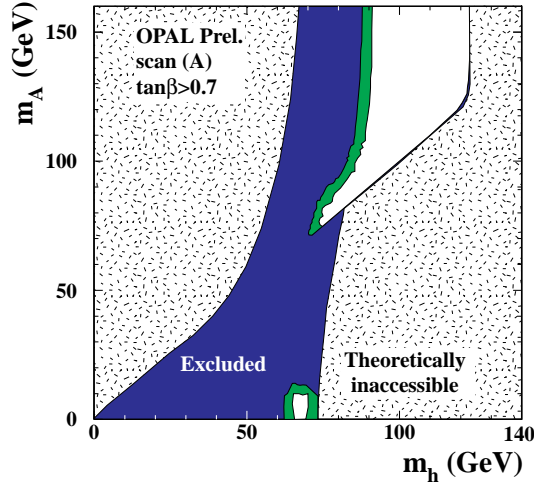 m_A (GeV)
150
100
50
0
OPAL Prel.
scan (A)
tanβ>0.7
Excluded
Theoretically
inaccessible
0 50 100 140
m_h (GeV)